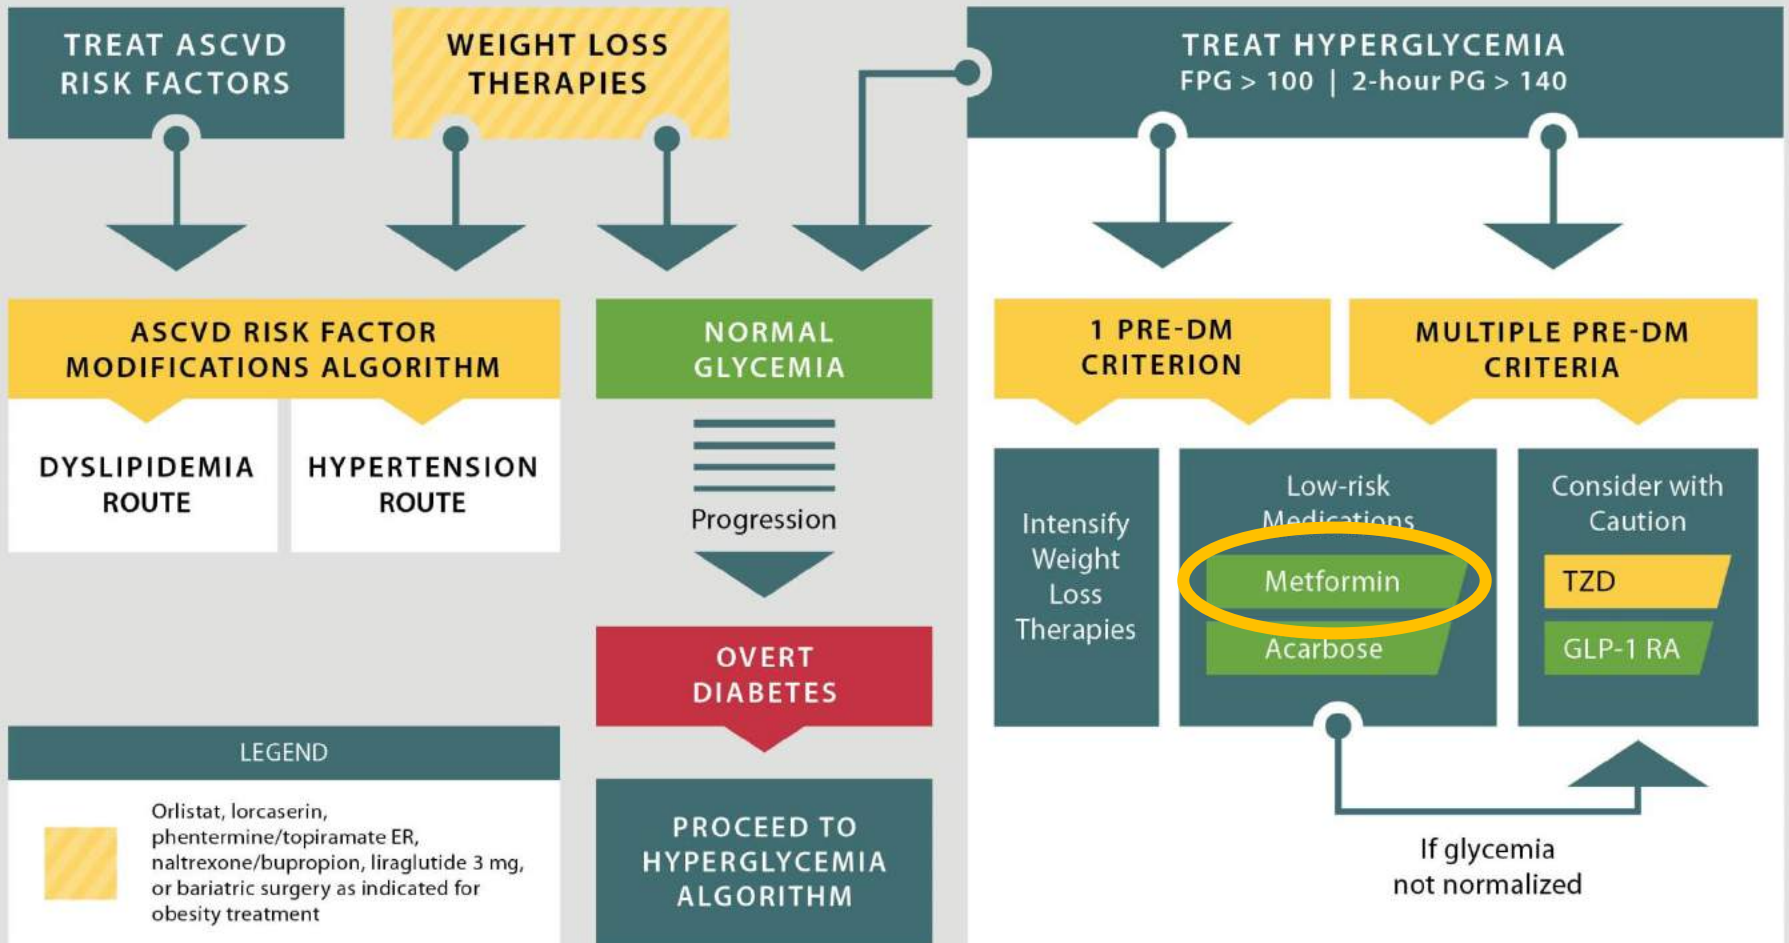 TREAT ASCVD
RISK FACTORS
WEIGHT LOSS
THERAPIES
TREAT HYPERGLYCEMIA
FPG > 100 | 2-hour PG > 140
ASCVD RISK FACTOR
MODIFICATIONS ALGORITHM
DYSLIPIDEMIA
ROUTE
HYPERTENSION
ROUTE
NORMAL
GLYCEMIA
Progression
OVERT
DIABETES
PROCEED TO
HYPERGLYCEMIA
ALGORITHM
1 PRE-DM
CRITERION
MULTIPLE PRE-DM
CRITERIA
Intensify
Weight
Loss
Therapies
Low-risk
Medications
Metformin
Acarbose
Consider with
Caution
TZD
GLP-1 RA
If glycemia
not normalized
LEGEND
Orlistat, lorcaserin,
phentermine/topiramate ER,
naltrexone/bupropion, liraglutide 3 mg,
or bariatric surgery as indicated for
obesity treatment